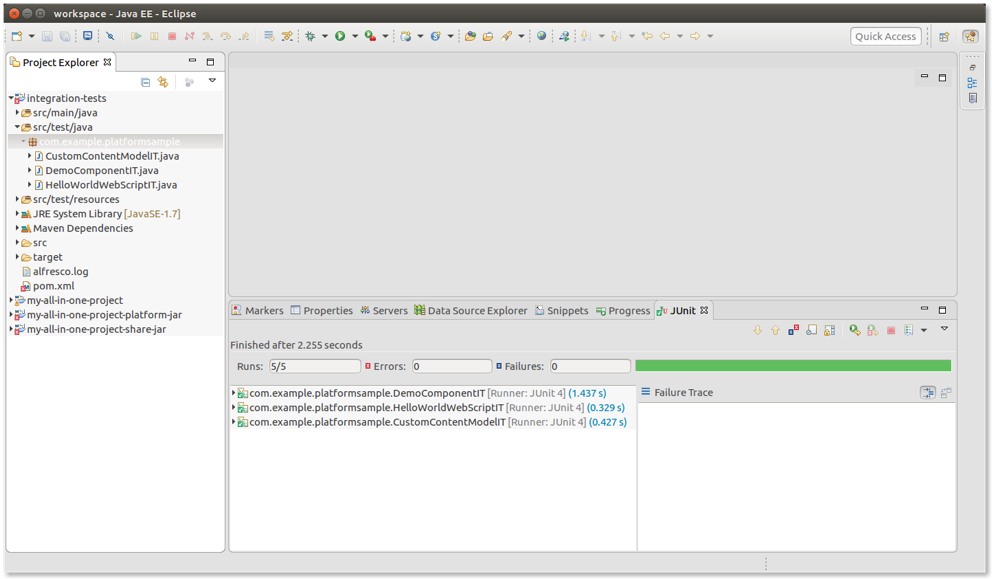 workspace - Java EE - Eclipse
Quick Access
Project Explorer
integration-tests
src/main/java
src/test/java
com.example.platformsample
CustomContentModelIT.java
DemoComponentIT.java
HelloWorldWebScriptIT.java
src/test/resources
JRE System Library [JavaSE-1.7]
Maven Dependencies
src
target
alfresco.log
pom.xml
my-all-in-one-project
my-all-in-one-project-platform-jar
my-all-in-one-project-share-jar
Markers Properties Servers Data Source Explorer Snippets Progress JUnit
Finished after 2.255 seconds
Runs: 5/5 Errors: 0 Failures: 0
com.example.platformsample.DemoComponentIT [Runner: JUnit 4] (1.437 s)
com.example.platformsample.HelloWorldWebScriptIT [Runner: JUnit 4] (0.329 s)
com.example.platformsample.CustomContentModelIT [Runner: JUnit 4] (0.427 s)
Failure Trace